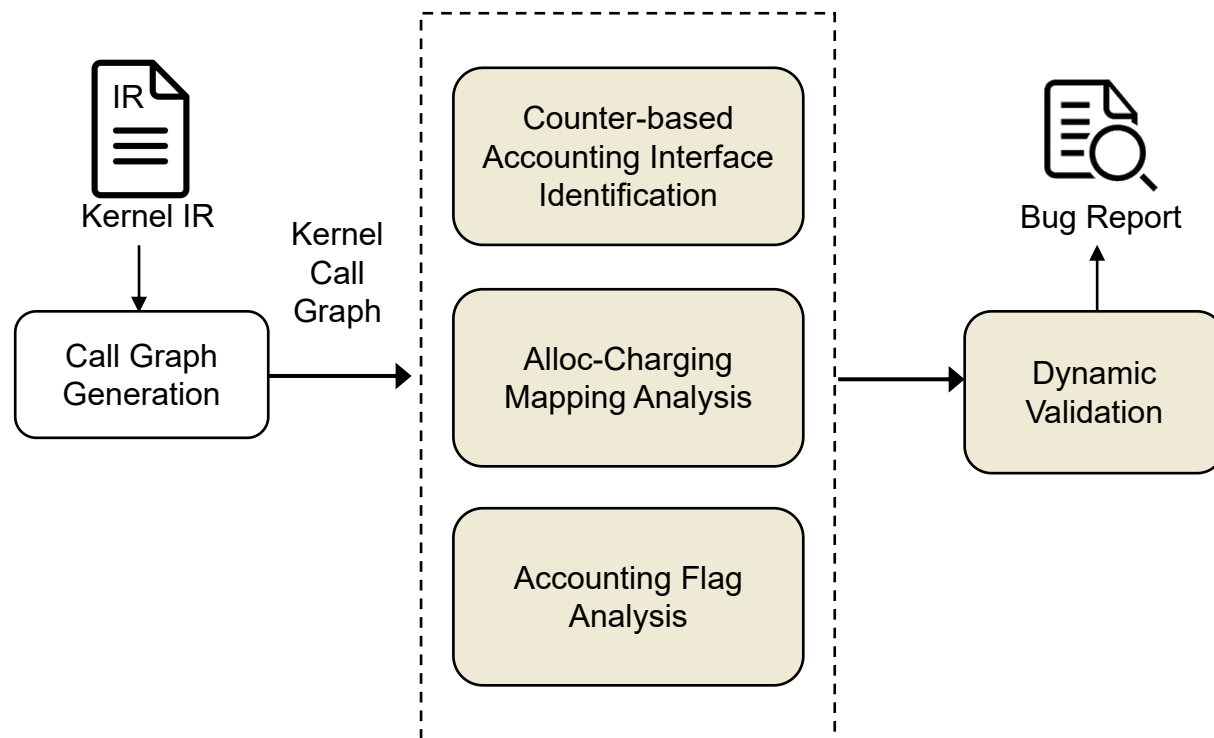 IR
Kernel IR
Call Graph
Generation
Kernel
Call
Graph
Counter-based
Accounting Interface
Identification
Alloc-Charging
Mapping Analysis
Accounting Flag
Analysis
Dynamic
Validation
Bug Report